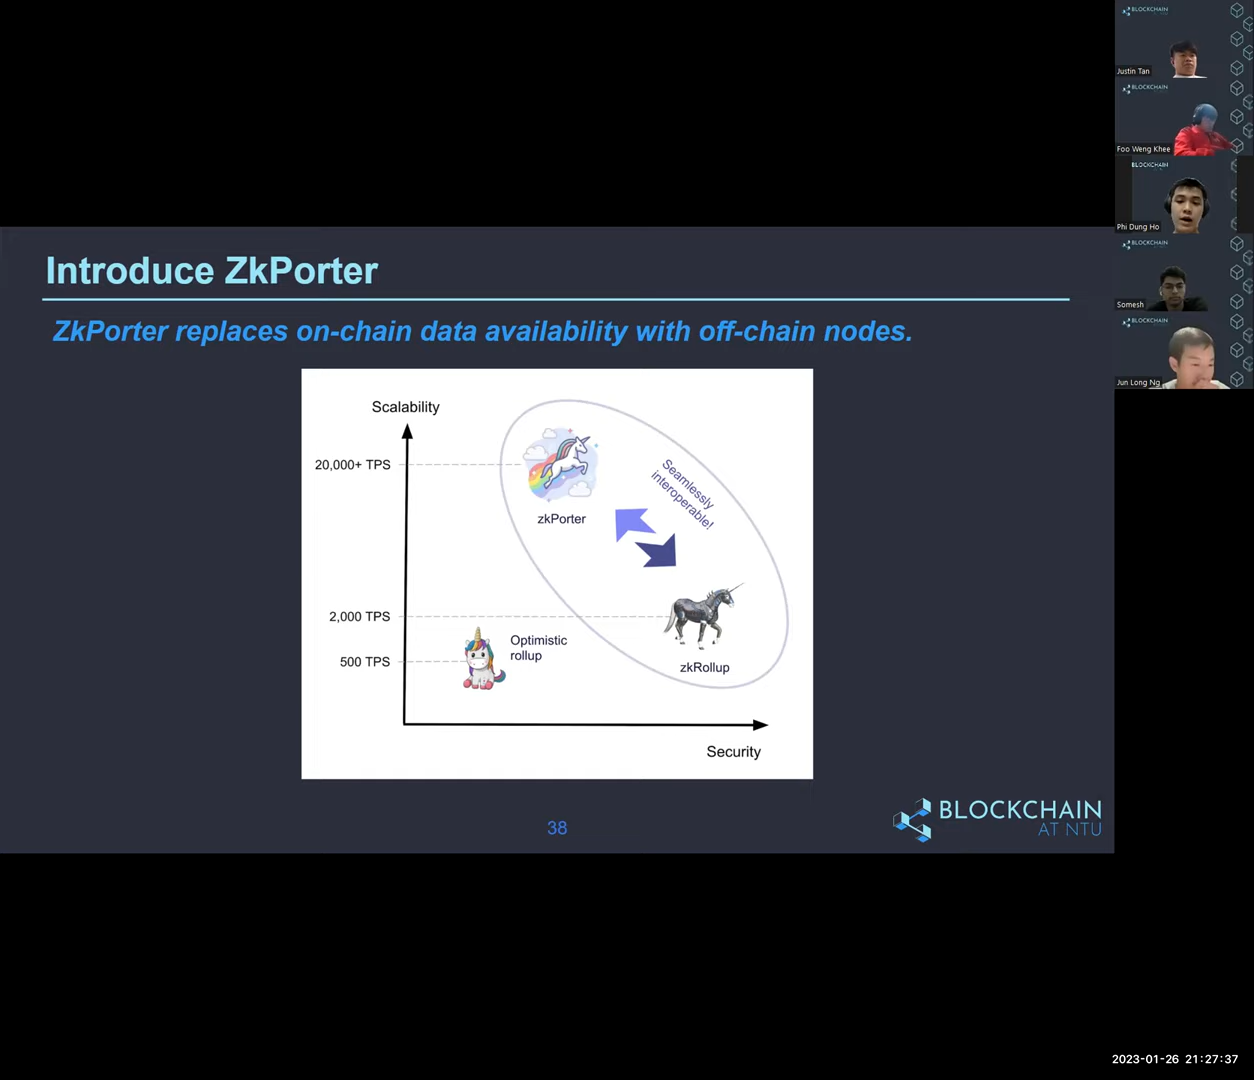 Introduce ZkPorter
ZkPorter replaces on-chain data availability with off-chain nodes.
Scalability
20,000+ TPS
zkPorter
Seamlessly
interoperable!
2,000 TPS
500 TPS
Optimistic
rollup
zkRollup
Security
38
BLOCKCHAIN
AT NTU
BLOCKCHAIN
Justin Tan
BLOCKCHAIN
Foo Weng Khee
BLOCKCHAIN
Phi Dung Ho
BLOCKCHAIN
Somesh
BLOCKCHAIN
Jun Long Ng
2023-01-26 21:27:37